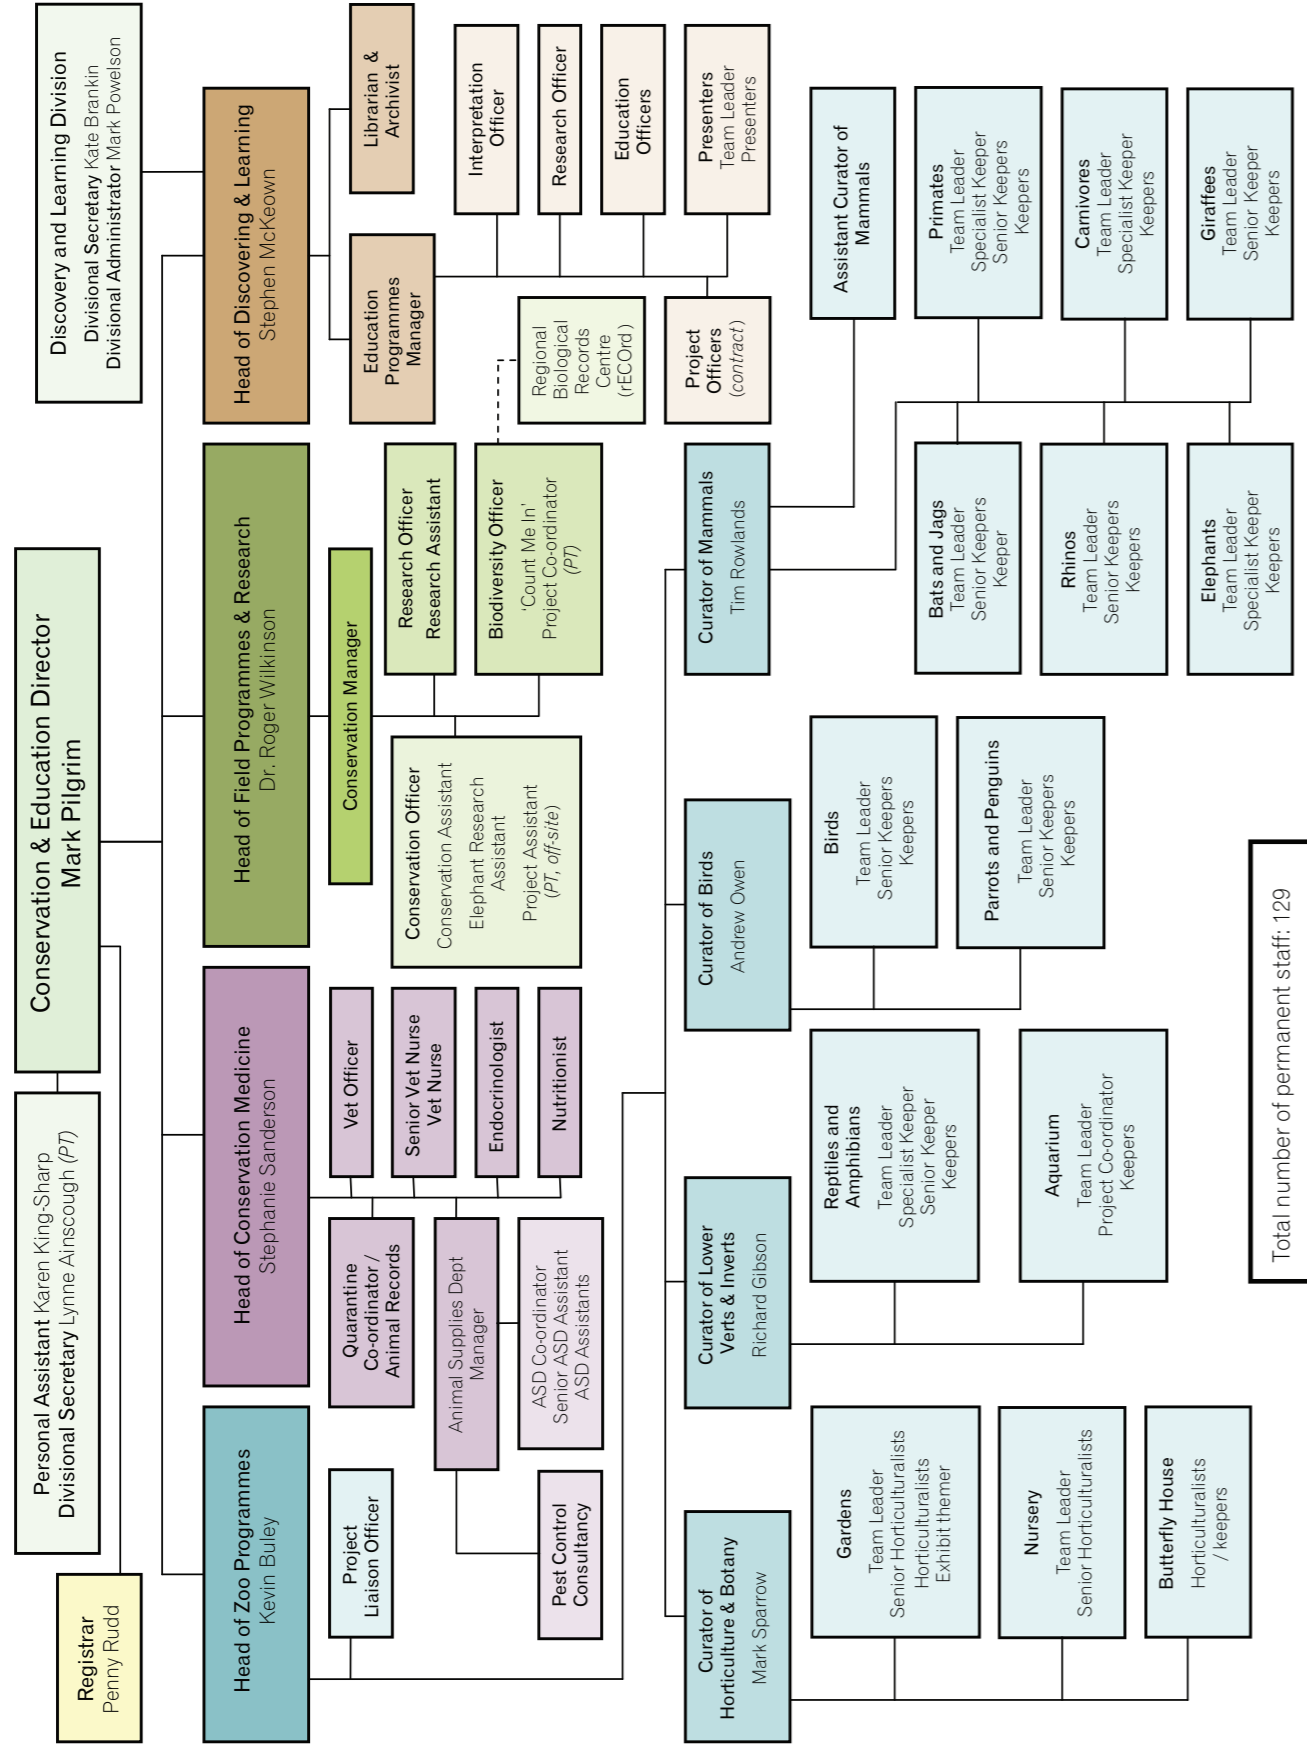 Conservation & Education Director
Mark Pilgrim
Personal Assistant Karen King-Sharp
Divisional Secretary Lynne Ainscough (PT)
Registrar
Penny Rudd
Discovery and Learning Division
Divisional Secretary Kate Brankin
Divisional Administrator Mark Powelson
Head of Zoo Programmes
Kevin Buley
Head of Conservation Medicine
Stephanie Sanderson
Head of Field Programmes & Research
Dr. Roger Wilkinson
Head of Discovering & Learning
Stephen McKeown
Project
Liaison Officer
Quarantine
Co-ordinator /
Animal Records
Vet Officer
Senior Vet Nurse
Vet Nurse
Endocrinologist
Nutritionist
Animal Supplies Dept
Manager
ASD Co-ordinator
Senior ASD Assistant
ASD Assistants
Pest Control
Consultancy
Conservation Manager
Conservation Officer
Conservation Assistant
Elephant Research
Assistant
Project Assistant
(PT, off-site)
Research Officer
Research Assistant
Biodiversity Officer
'Count Me In'
Project Co-ordinator
(PT)
Regional
Biological
Records
Centre
(rECOrd )
Education
Programmes
Manager
Librarian &
Archivist
Interpretation
Officer
Research Officer
Education
Officers
Presenters
Team Leader
Presenters
Project
Officers
(contract)
Curator of
Horticulture & Botany
Mark Sparrow
Gardens
Team Leader
Senior Horticulturalists
Horticulturalists
Exhibit themer
Nursery
Team Leader
Senior Horticulturalists
Butterfly House
Horticulturalists
/ keepers
Curator of Lower
Verts & Inverts
Richard Gibson
Reptiles and
Amphibians
Team Leader
Specialist Keeper
Senior Keeper
Keepers
Aquarium
Team Leader
Project Co-ordinator
Keepers
Curator of Birds
Andrew Owen
Birds
Team Leader
Senior Keepers
Keepers
Parrots and Penguins
Team Leader
Senior Keepers
Keepers
Curator of Mammals
Tim Rowlands
Assistant Curator of
Mammals
Bats and Jags
Team Leader
Senior Keepers
Keeper
Primates
Team Leader
Specialist Keeper
Senior Keepers
Keepers
Rhinos
Team Leader
Senior Keepers
Keepers
Carnivores
Team Leader
Specialist Keeper
Keepers
Elephants
Team Leader
Specialist Keeper
Keepers
Giraffees
Team Leader
Senior Keeper
Keepers
Total number of permanent staff: 129